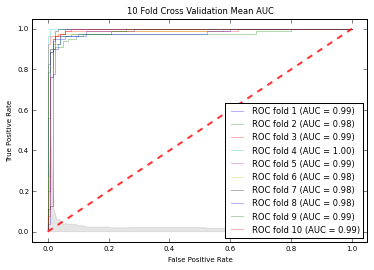 10 Fold Cross Validation Mean AUC
1.0
0.8
0.6
0.4
0.2
0.0
True Positive Rate
ROC fold 1 (AUC = 0.99)
ROC fold 2 (AUC = 0.98)
ROC fold 3 (AUC = 0.99)
ROC fold 4 (AUC = 1.00)
ROC fold 5 (AUC = 0.99)
ROC fold 6 (AUC = 0.98)
ROC fold 7 (AUC = 0.98)
ROC fold 8 (AUC = 0.98)
ROC fold 9 (AUC = 0.99)
ROC fold 10 (AUC = 0.99)
0.0 0.2 0.4 0.6 0.8 1.0
False Positive Rate